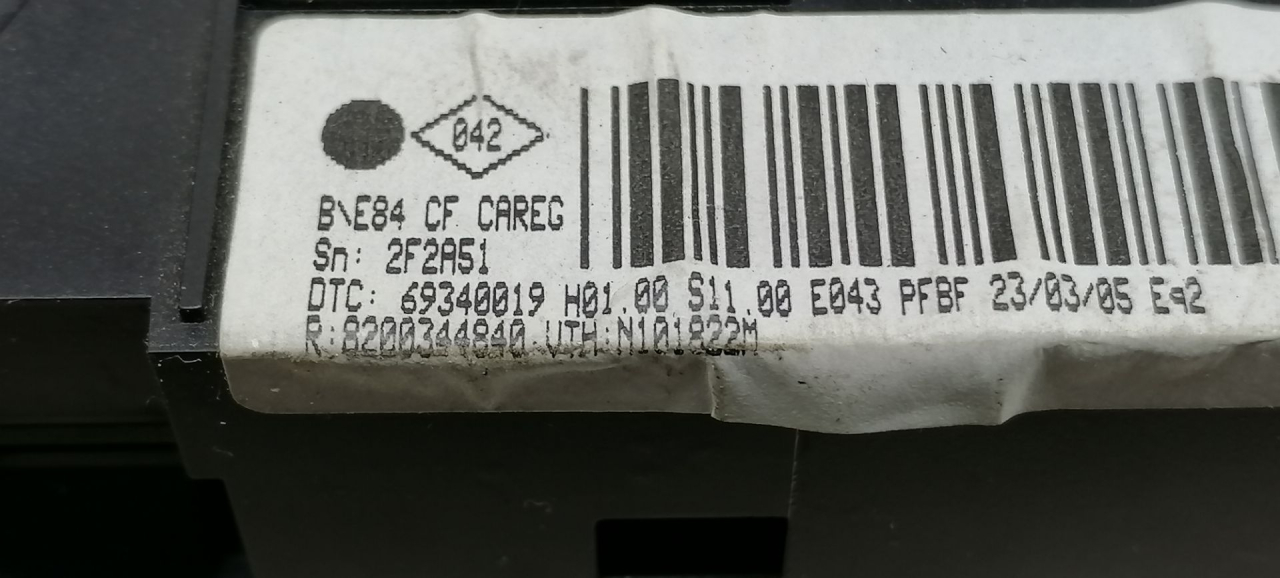 042
B\E84 CF CAREG
Sn: 2F2A51
DTC: 69340019 H01.00 S11.00 E043 PFBF 23/03/05 Eq2
R:8200344840 VTH:N101822M